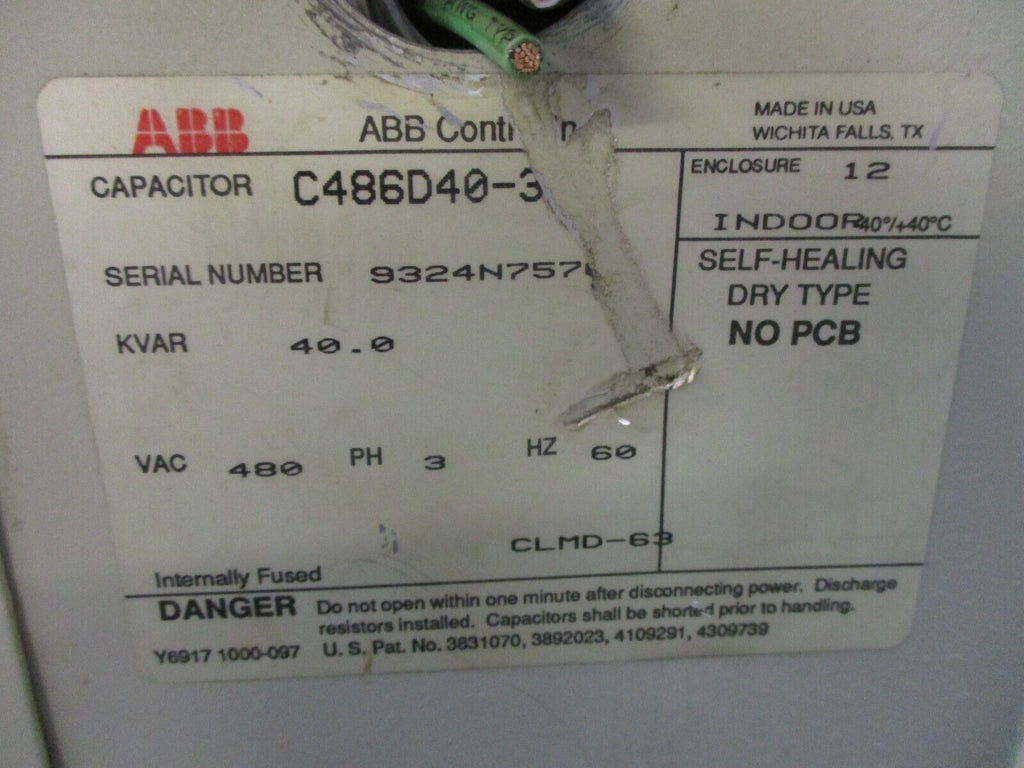 AWG TYP
ABB ABB Cont
MADE IN USA
WICHITA FALLS, TX
CAPACITOR C486D40-3
ENCLOSURE 12
INDOOR -40°/+40°C
SERIAL NUMBER 9324N757
SELF-HEALING
DRY TYPE
NO PCB
KVAR 40.0
VAC 480 PH 3 HZ 60
CLMD-63
Internally Fused
DANGER Do not open within one minute after disconnecting power. Discharge
resistors installed. Capacitors shall be shorted prior to handling.
Y6917 1000-097 U. S. Pat. No. 3831070, 3892023, 4109291, 4309739